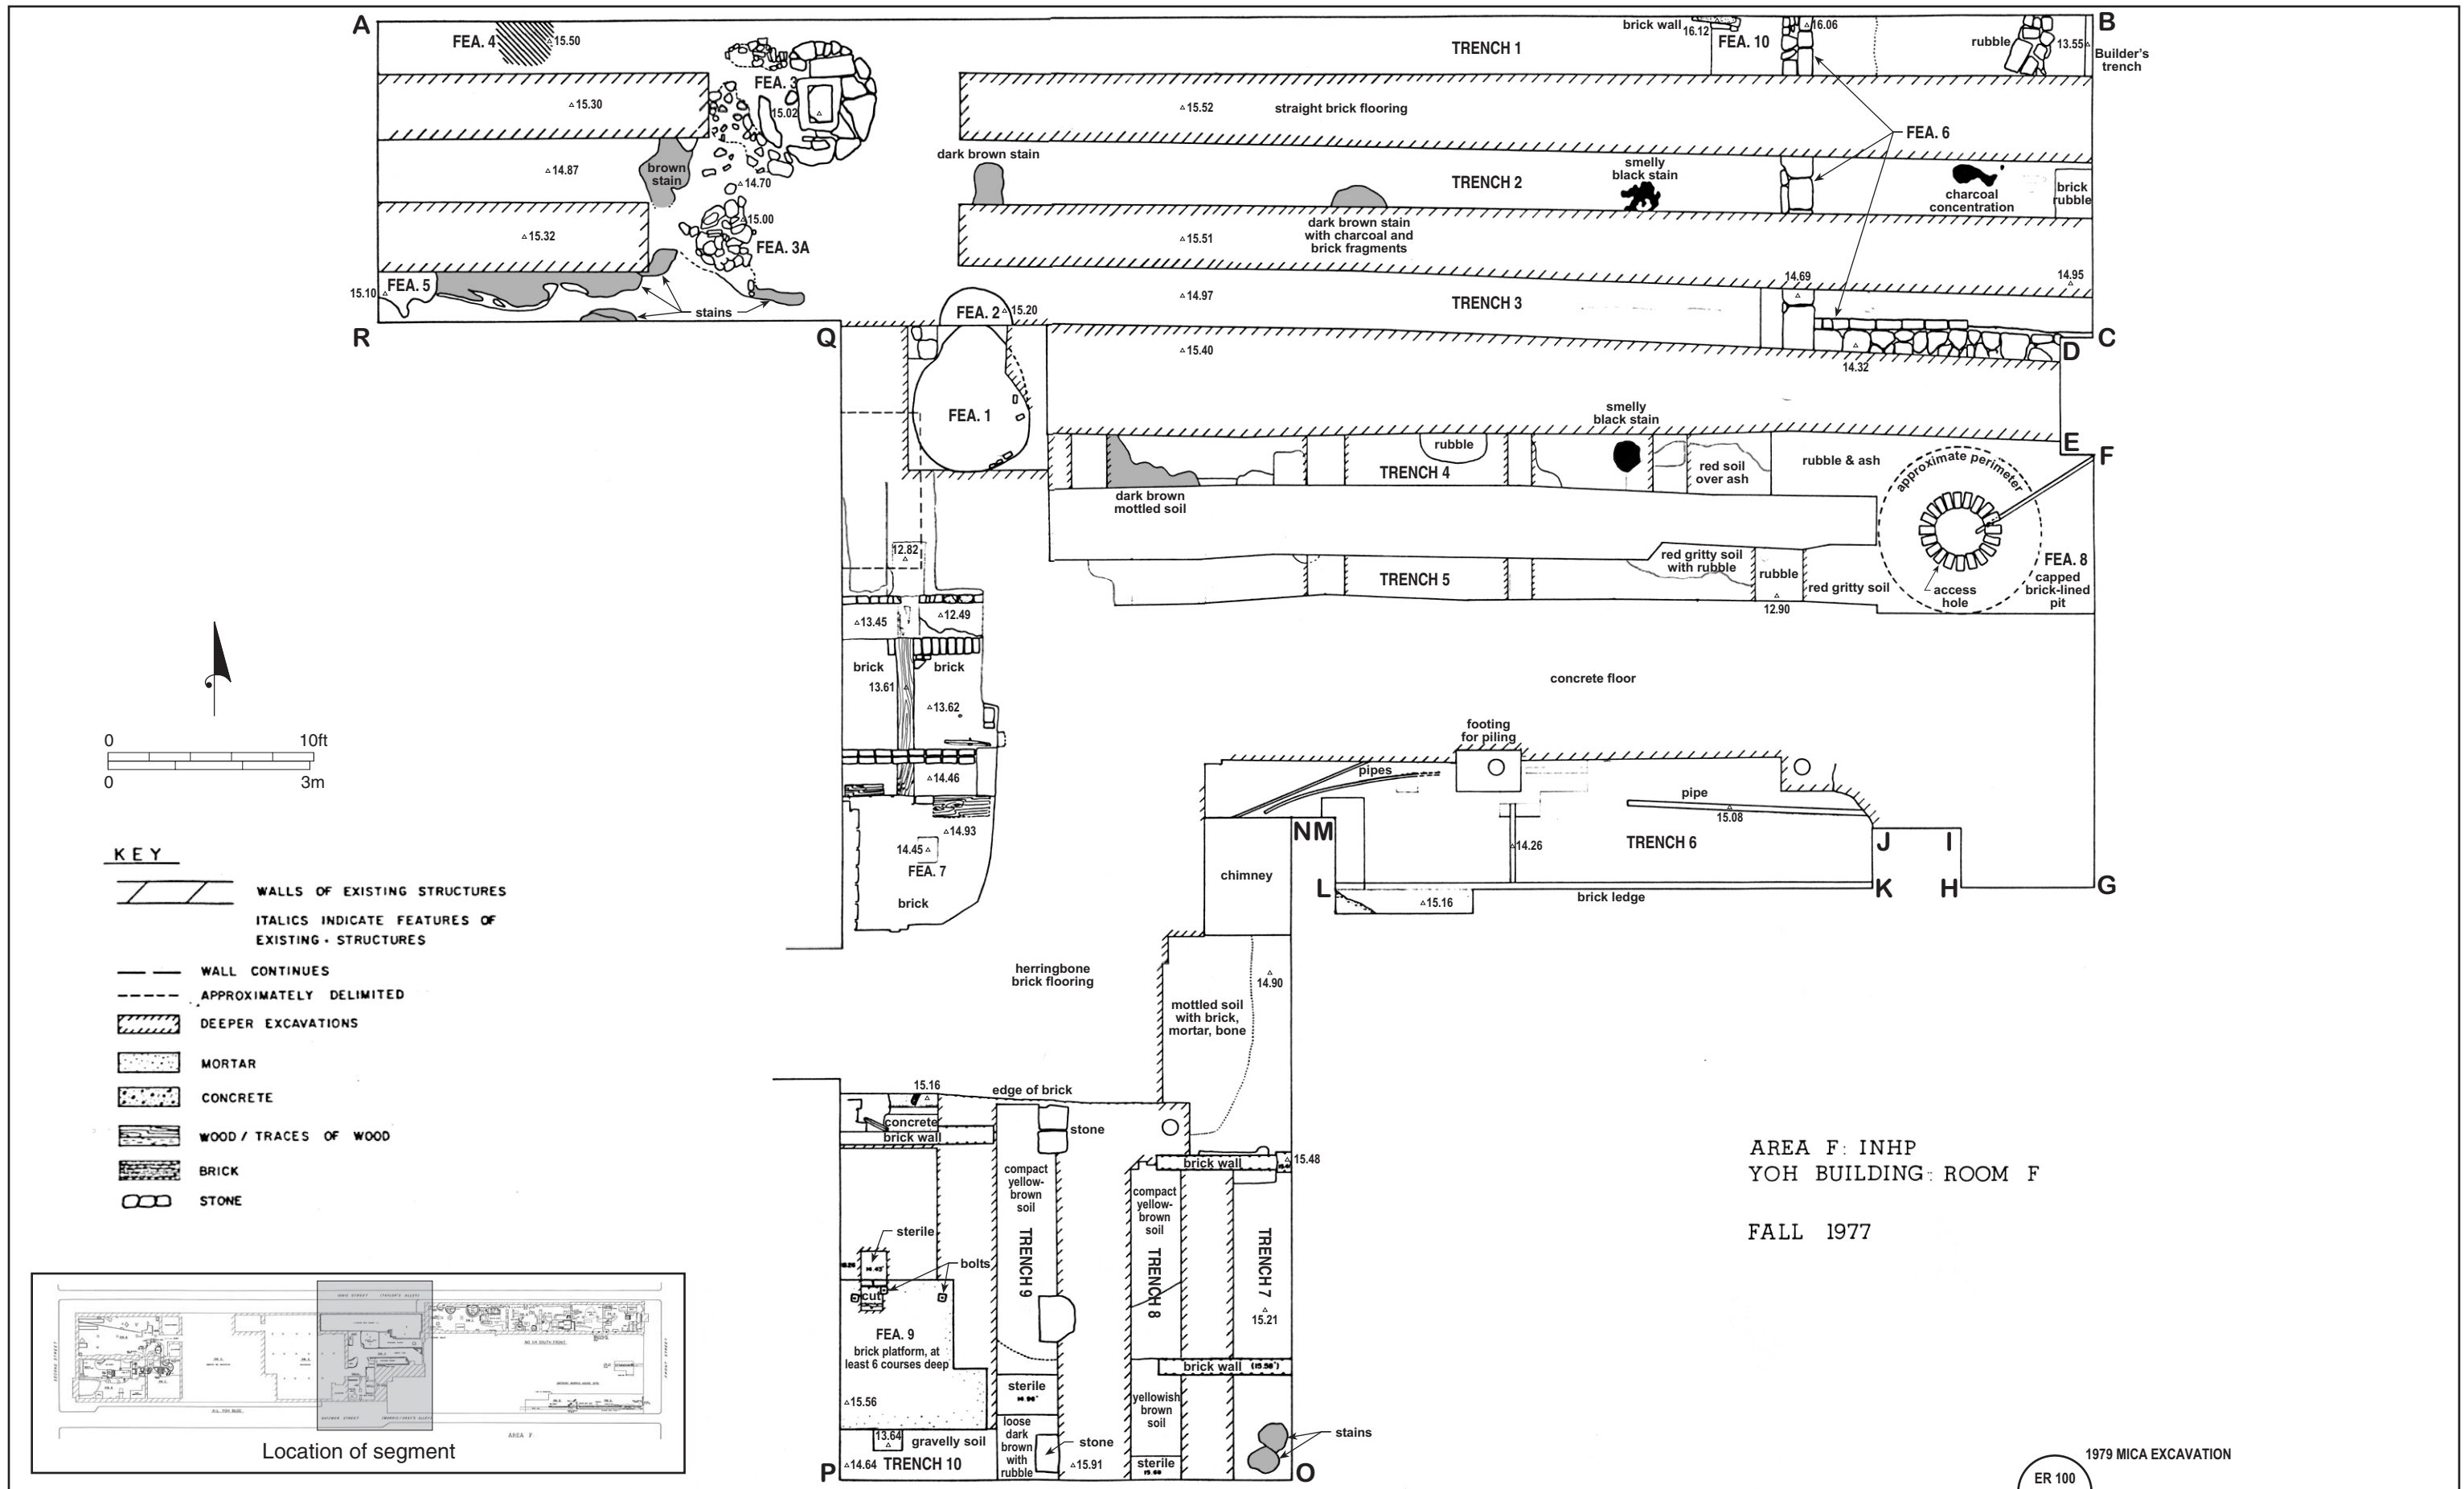 A
B
FEA. 4
15.50
FEA. 3
15.02
TRENCH 1
brick wall
16.12
FEA. 10
16.06
rubble
13.55
Builder's
trench
15.30
15.52
straight brick flooring
FEA. 6
14.87
brown
stain
14.70
dark brown stain
TRENCH 2
smelly
black stain
charcoal
concentration
brick
rubble
15.32
15.00
FEA. 3A
15.51
dark brown stain
with charcoal and
brick fragments
15.10
FEA. 5
stains
FEA. 2
15.20
14.97
TRENCH 3
14.69
14.95
R
Q
C
D
15.40
14.32
FEA. 1
smelly
black stain
E
F
rubble
TRENCH 4
red soil
over ash
rubble & ash
approximate perimeter
dark brown
mottled soil
12.82
TRENCH 5
red gritty soil
with rubble
rubble
red gritty soil
12.90
access
hole
FEA. 8
capped
brick-lined
pit
13.45
12.49
brick
brick
13.61
13.62
concrete floor
0
10ft
0
3m
14.46
footing
for piling
pipes
pipe
15.08
14.93
14.45
FEA. 7
brick
N
M
14.26
TRENCH 6
J
I
chimney
L
15.16
brick ledge
K
H
G
KEY
WALLS OF EXISTING STRUCTURES
ITALICS INDICATE FEATURES OF
EXISTING STRUCTURES
WALL CONTINUES
APPROXIMATELY DELIMITED
DEEPER EXCAVATIONS
MORTAR
CONCRETE
WOOD / TRACES OF WOOD
BRICK
STONE
herringbone
brick flooring
mottled soil
with brick,
mortar, bone
14.90
15.16
edge of brick
concrete
brick wall
stone
brick wall
15.48
compact
yellow-
brown
soil
TRENCH 9
compact
yellow-
brown
soil
TRENCH 8
TRENCH 7
15.21
sterile
bolts
cut
FEA. 9
brick platform, at
least 6 courses deep
15.56
sterile
brick wall (15.58')
yellowish
brown
soil
loose
dark
brown
with
rubble
stone
15.91
sterile
stains
13.64
gravelly soil
P
14.64
TRENCH 10
O
AREA F: INHP
YOH BUILDING: ROOM F
FALL 1977
AREA F
Location of segment
1979 MICA EXCAVATION
ER 100